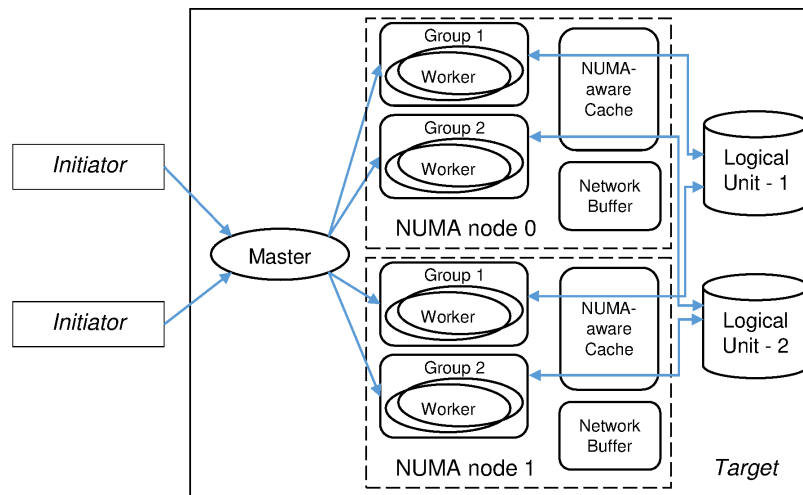 Initiator
Initiator
Master
Group 1
Worker
Group 2
Worker
NUMA-
aware
Cache
Network
Buffer
NUMA node 0
Group 1
Worker
Group 2
Worker
NUMA-
aware
Cache
Network
Buffer
NUMA node 1
Logical
Unit - 1
Logical
Unit - 2
Target